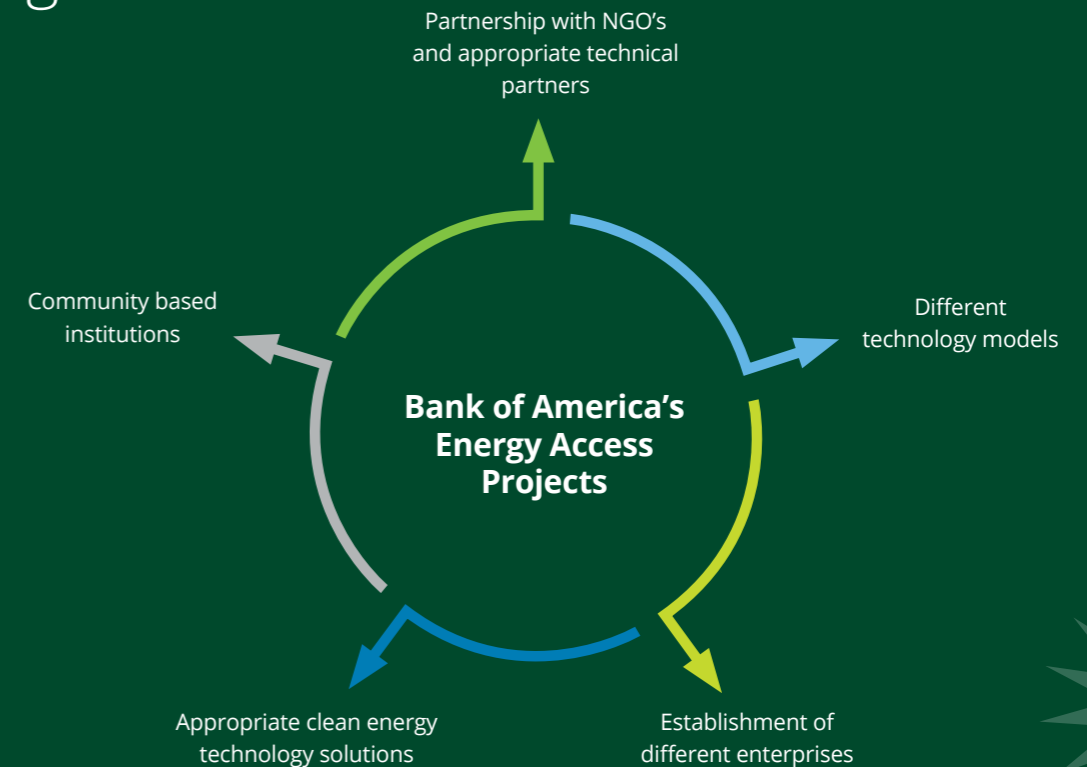 g
Partnership with NGO’s
and appropriate technical
partners
Community based
institutions
Different
technology models
Bank of America’s
Energy Access
Projects
Appropriate clean energy
technology solutions
Establishment of
different enterprises